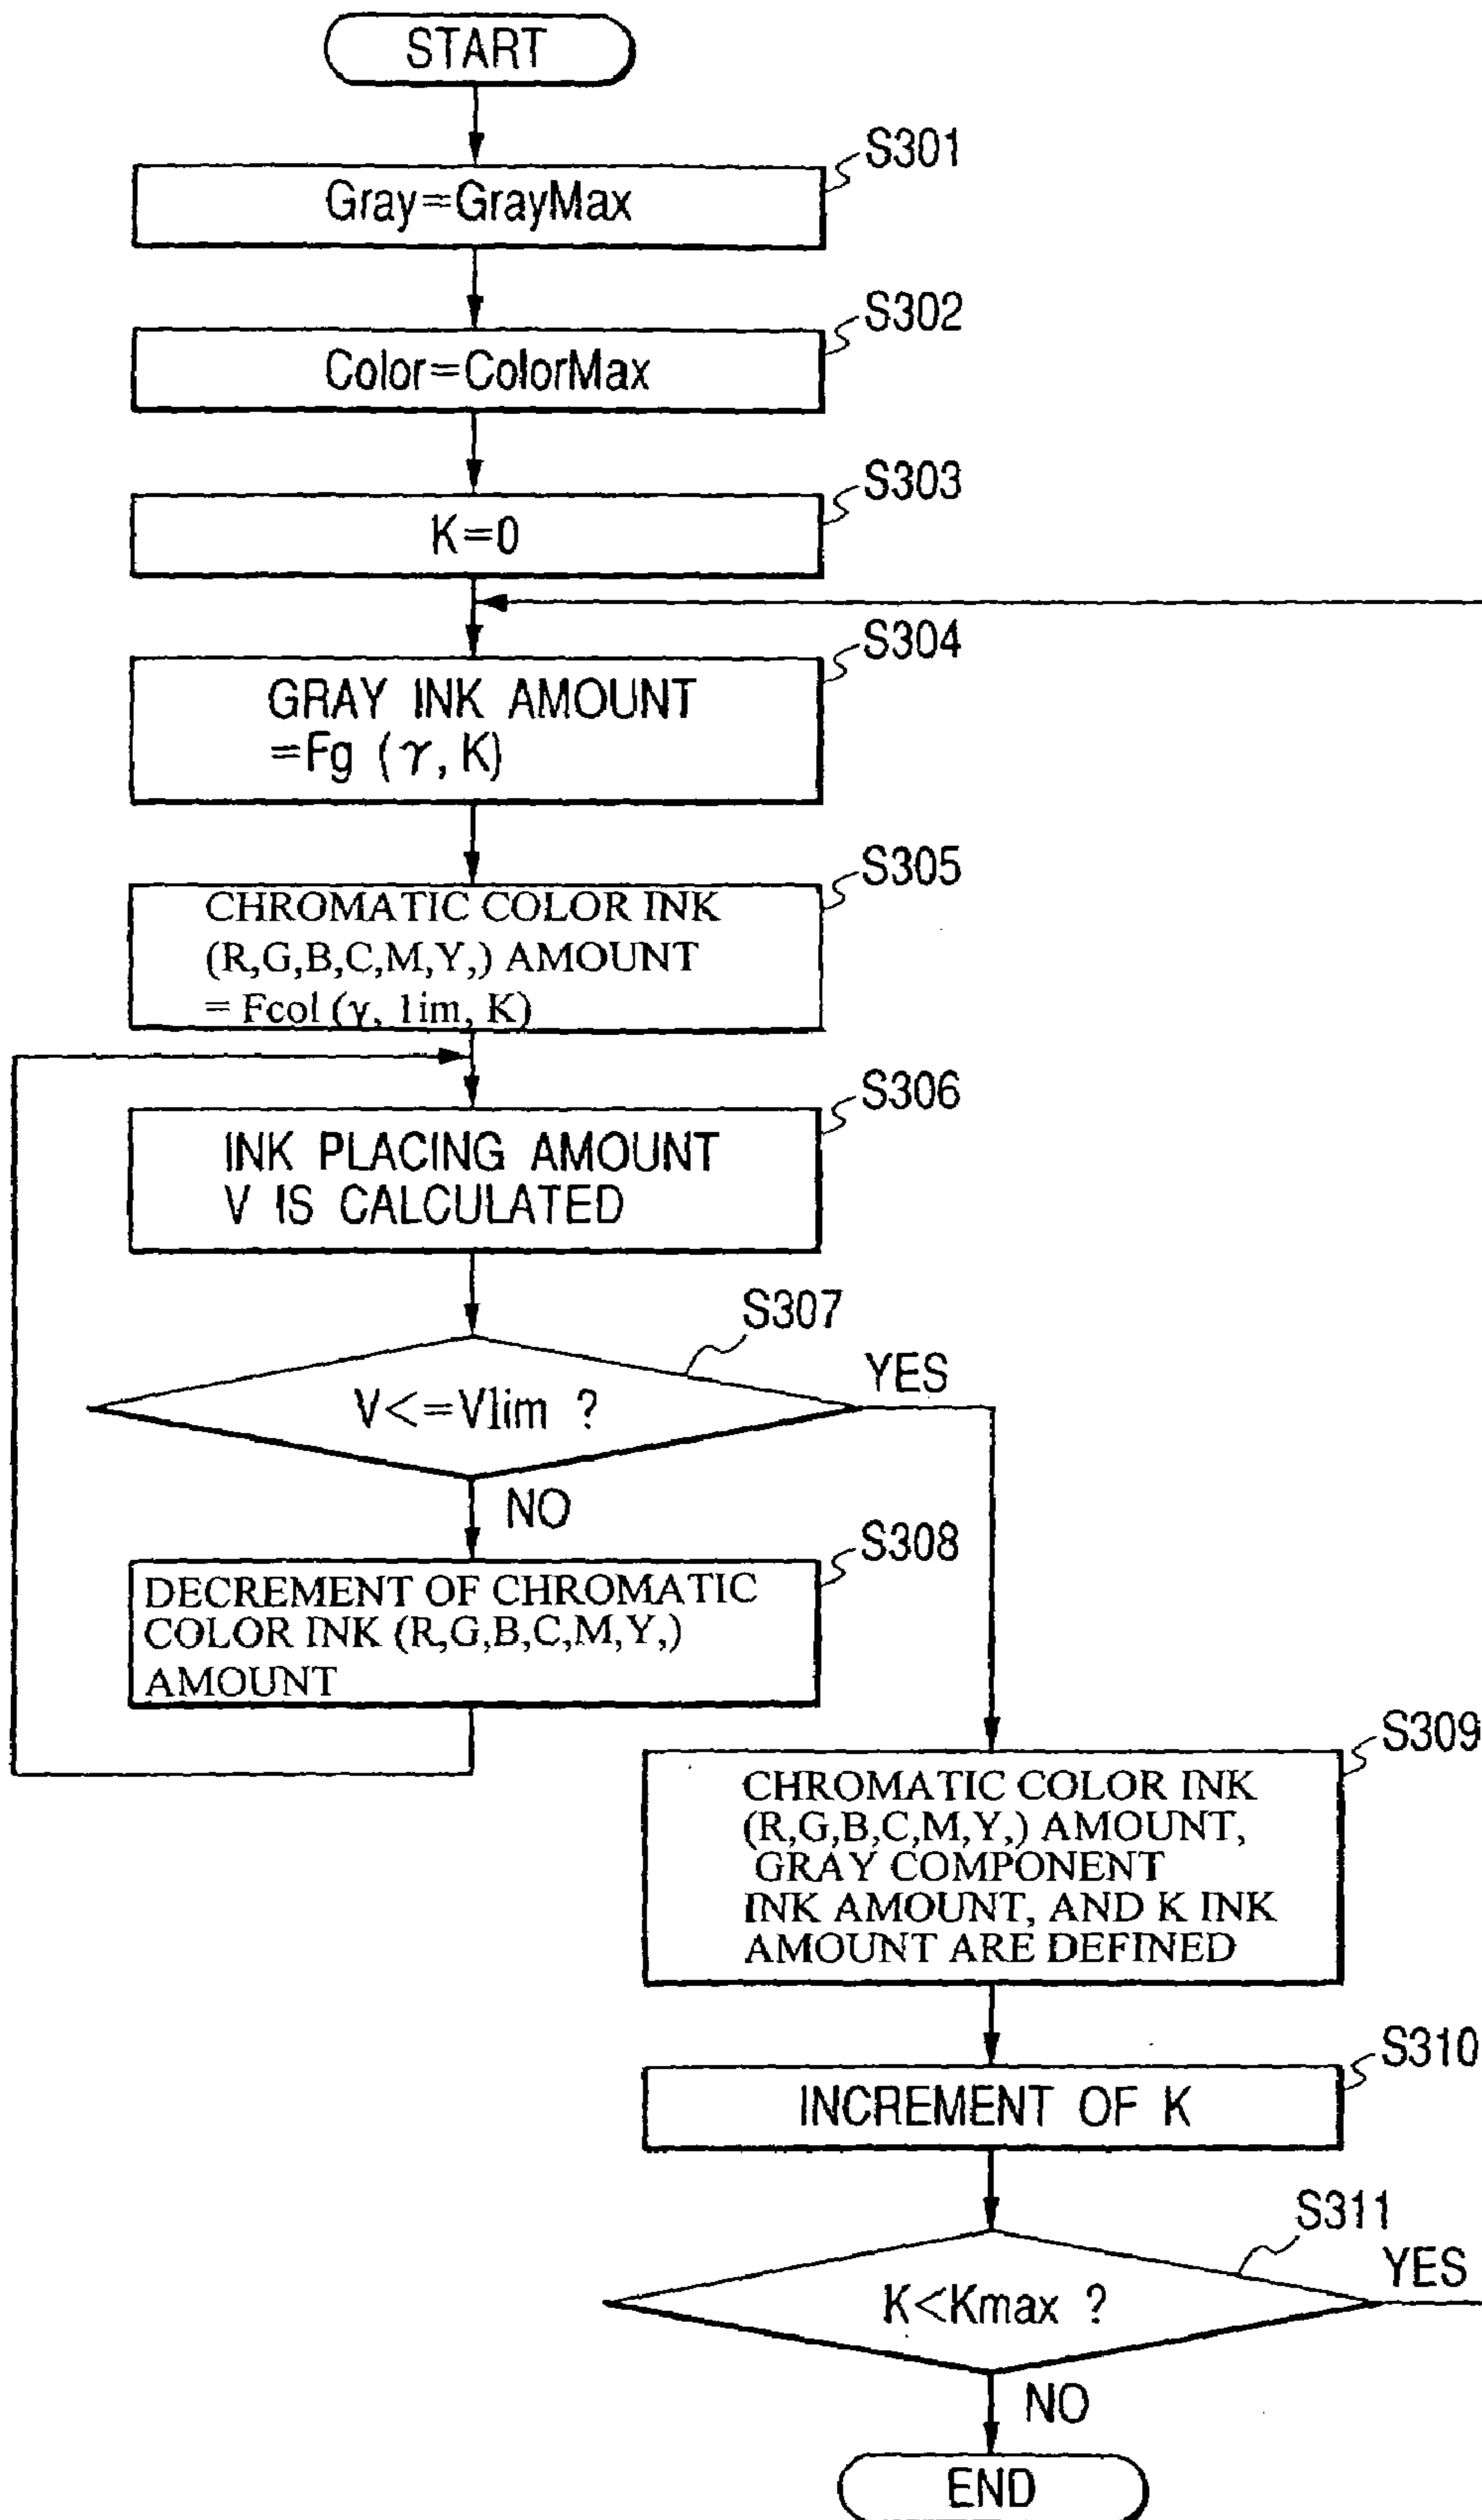 START
S301
Gray=GrayMax
S302
Color=ColorMax
S303
K=0
S304
GRAY INK AMOUNT
=Fg (γ, K)
S305
CHROMATIC COLOR INK
(R,G,B,C,M,Y,) AMOUNT
= Fcol (γ, lim, K)
S306
INK PLACING AMOUNT
V IS CALCULATED
S307
V<=Vlim ?
YES
NO
S308
DECREMENT OF CHROMATIC
COLOR INK (R,G,B,C,M,Y,)
AMOUNT
S309
CHROMATIC COLOR INK
(R,G,B,C,M,Y,) AMOUNT,
GRAY COMPONENT
INK AMOUNT, AND K INK
AMOUNT ARE DEFINED
S310
INCREMENT OF K
S311
K<Kmax ?
YES
NO
END